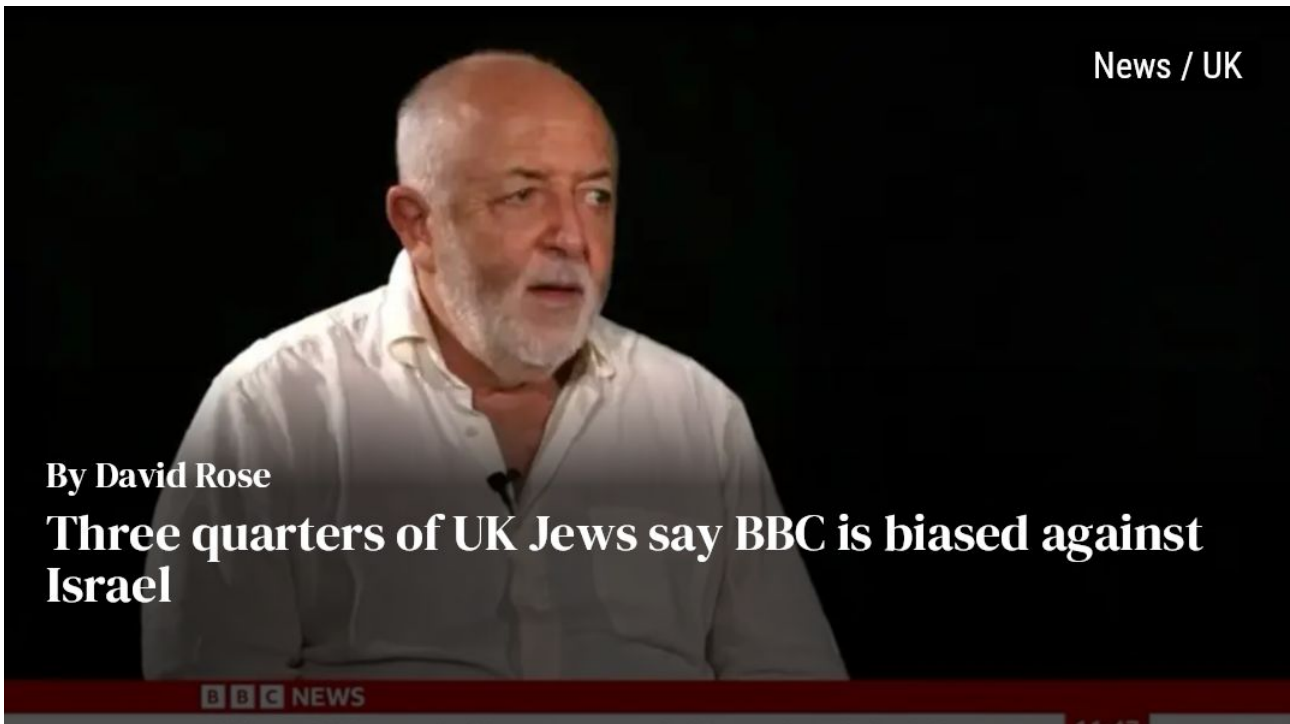 News / UK
By David Rose
Three quarters of UK Jews say BBC is biased against
Israel
BBC NEWS